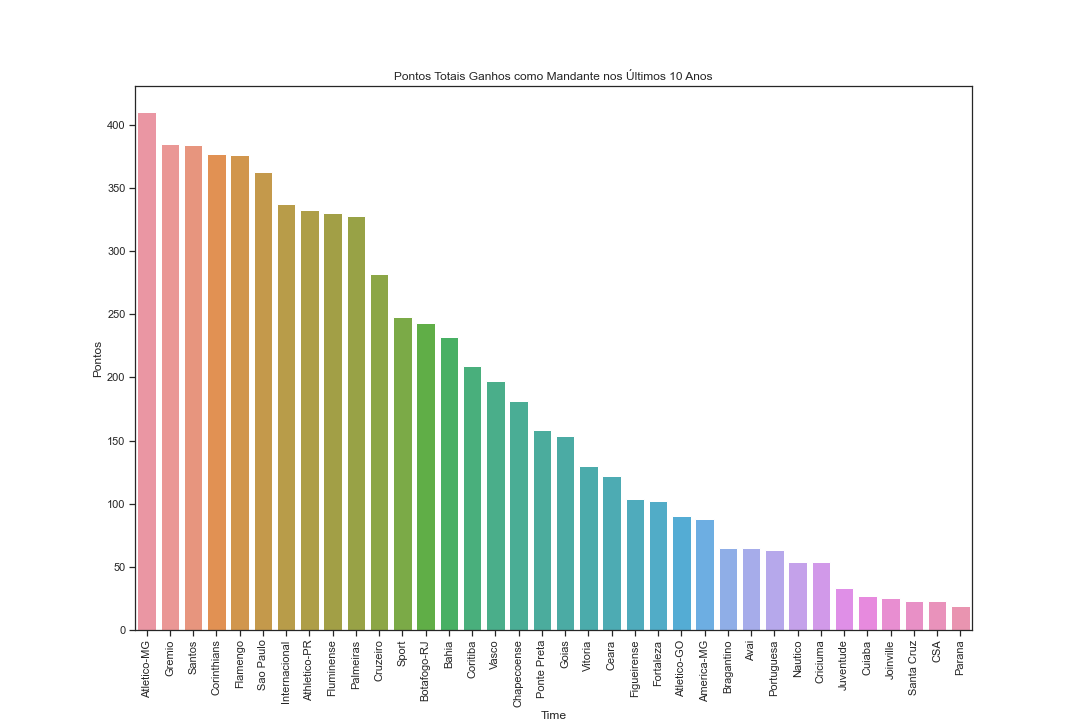 Pontos Totais Ganhos como Mandante nos Últimos 10 Anos
Pontos
400
350
300
250
200
150
100
50
0
Atletico-MG
Gremio
Santos
Corinthians
Flamengo
Sao Paulo
Internacional
Athletico-PR
Fluminense
Palmeiras
Cruzeiro
Sport
Botafogo-RJ
Bahia
Coritiba
Vasco
Chapecoense
Ponte Preta
Goias
Vitoria
Ceara
Figueirense
Fortaleza
Atletico-GO
America-MG
Bragantino
Avai
Portuguesa
Nautico
Criciuma
Juventude
Cuiaba
Joinville
Santa Cruz
CSA
Parana
Time